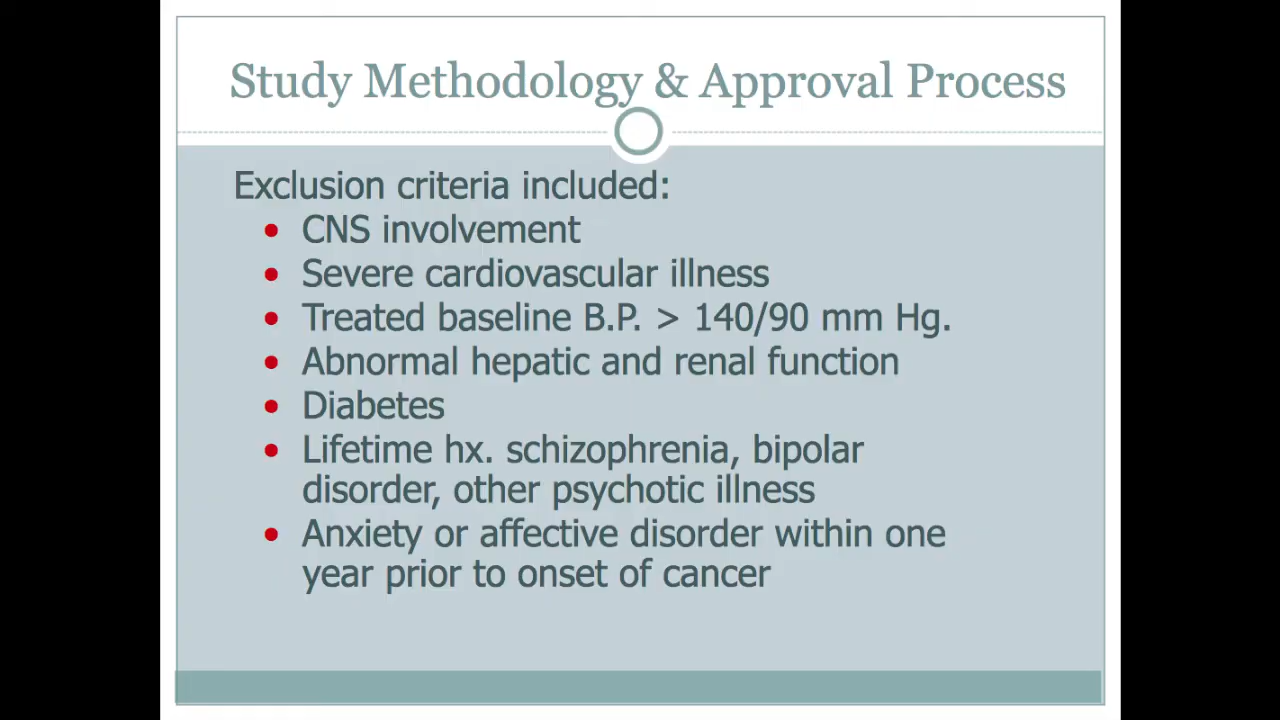 Study Methodology & Approval Process
Exclusion criteria included:
• CNS involvement
• Severe cardiovascular illness
• Treated baseline B.P. > 140/90 mm Hg.
• Abnormal hepatic and renal function
• Diabetes
• Lifetime hx. schizophrenia, bipolar
disorder, other psychotic illness
• Anxiety or affective disorder within one
year prior to onset of cancer